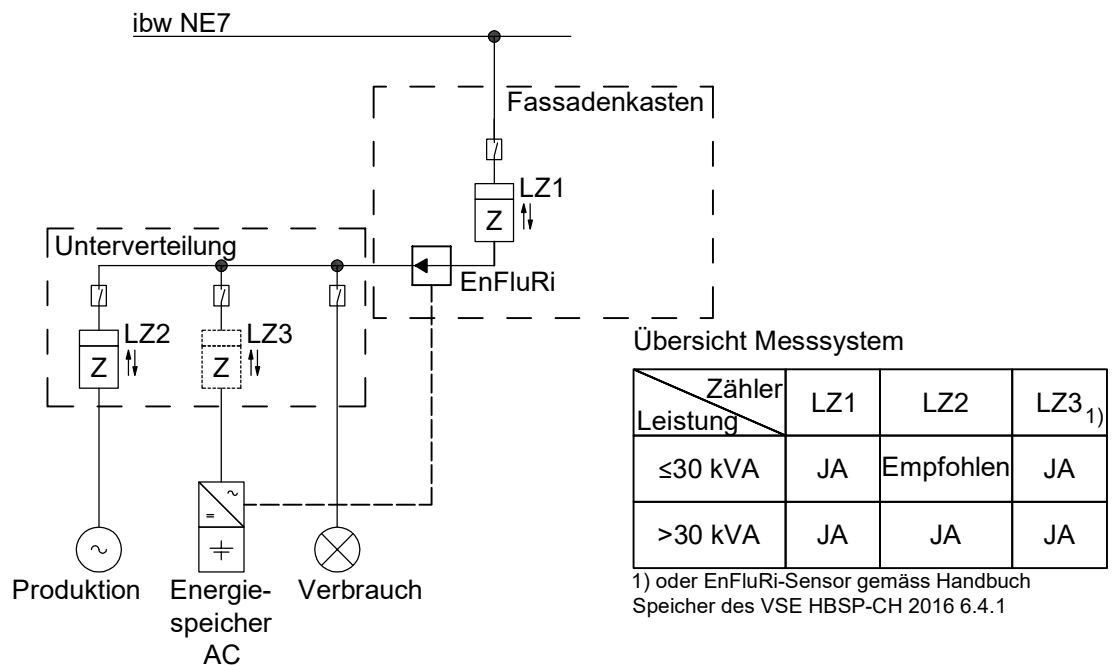 ibw NE7
Fassadenkasten
LZ1
Z
Unterverteilung
EnFluRi
LZ2
Z
LZ3
Z
~
=
~
Produktion
Energie-
speicher
AC
Verbrauch
Übersicht Messsystem
Zähler
Leistung
LZ1
LZ2
LZ3 1)
≤30 kVA
JA
Empfohlen
JA
>30 kVA
JA
JA
JA
1) oder EnFluRi-Sensor gemäss Handbuch
Speicher des VSE HBSP-CH 2016 6.4.1